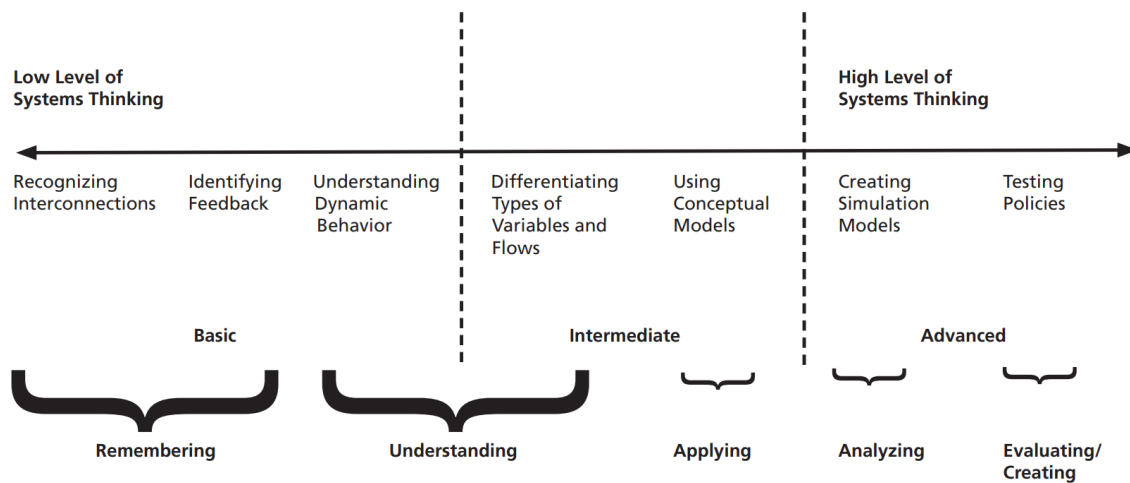 Low Level of
Systems Thinking
High Level of
Systems Thinking
Recognizing
Interconnections
Identifying
Feedback
Understanding
Dynamic
Behavior
Differentiating
Types of
Variables and
Flows
Using
Conceptual
Models
Creating
Simulation
Models
Testing
Policies
Basic
Intermediate
Advanced
Remembering
Understanding
Applying
Analyzing
Evaluating/
Creating